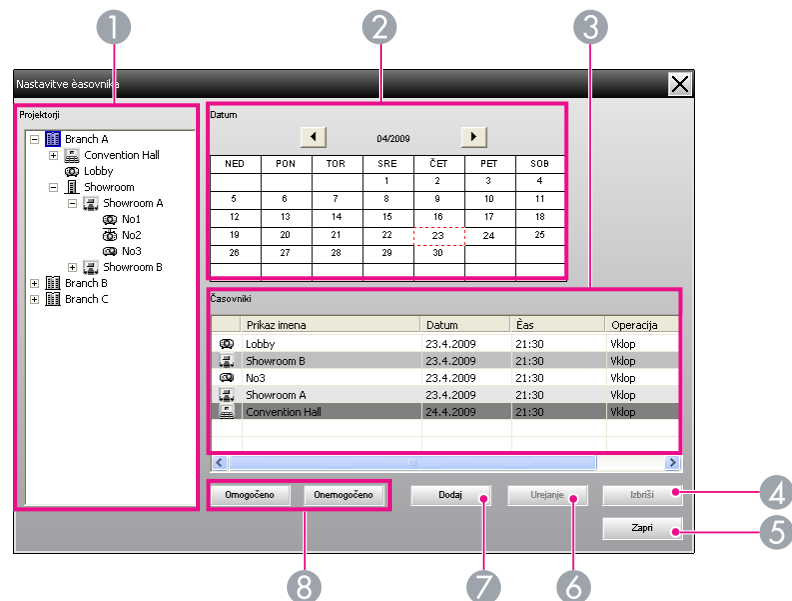 1 2 3
Nastavitve èasovnika
Projektorji
Branch A
Convention Hall
Lobby
Showroom
Showroom A
No1
No2
No3
Showroom B
Branch B
Branch C
Datum
04/2009
NED PON TOR SRE ČET PET SOB
1 2 3 4
5 6 7 8 9 10 11
12 13 14 15 16 17 18
19 20 21 22 23 24 25
26 27 28 29 30
Časovniki
Prikaz imena Datum Èas Operacija
Lobby 23.4.2009 21:30 Vklop
Showroom B 23.4.2009 21:30 Vklop
No3 23.4.2009 21:30 Vklop
Showroom A 23.4.2009 21:30 Vklop
Convention Hall 24.4.2009 21:30 Vklop
Omogočeno Onemogočeno Dodaj Urejanje Izbriši 4
Zapri 5
8 7 6